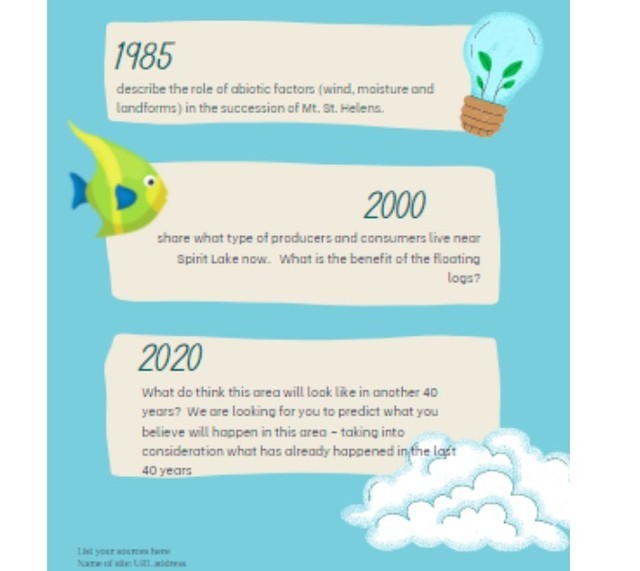 1985
describe the role of abiotic factors (wind, moisture and
landforms) in the succession of Mt. St. Helens.
2000
share what type of producers and consumers live near
Spirit Lake now. What is the benefit of the floating
logs?
2020
What do think this area will look like in another 40
years? We are looking for you to predict what you
believe will happen in this area - taking into
consideration what has already happened in the last
40 years
List your sources here
Name of site: URL address